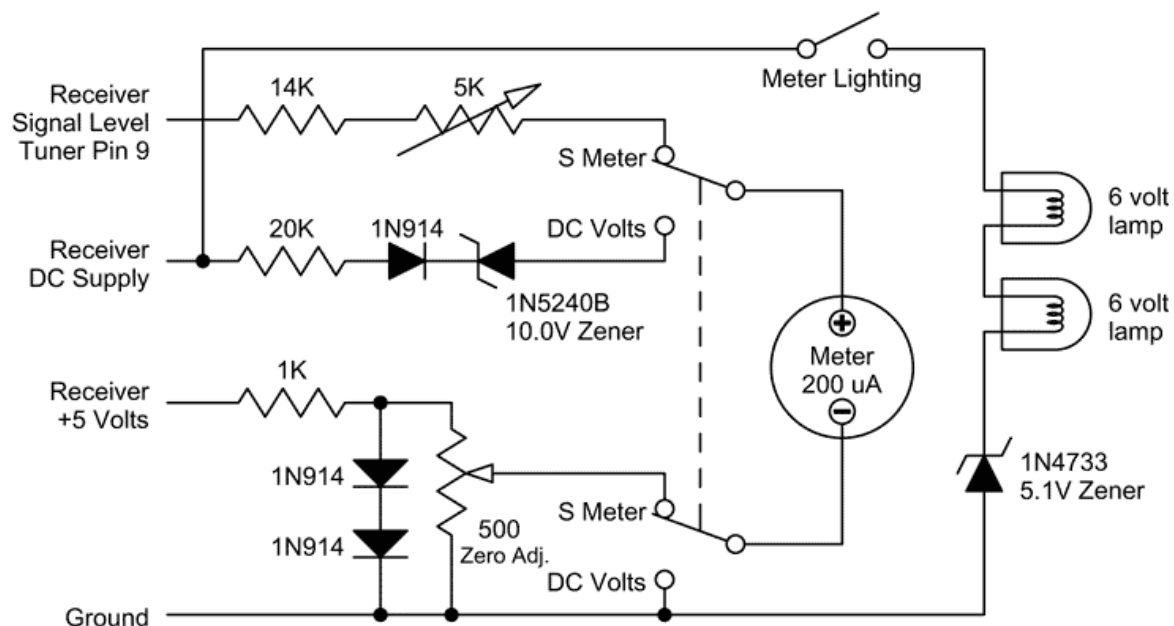 Meter Lighting
Receiver
Signal Level
Tuner Pin 9
14K
5K
S Meter
6 volt
lamp
Receiver
DC Supply
20K
1N914
DC Volts
1N5240B
10.0V Zener
6 volt
lamp
+
Meter
200 uA
−
Receiver
+5 Volts
1K
1N914
1N914
500
Zero Adj.
S Meter
DC Volts
1N4733
5.1V Zener
Ground